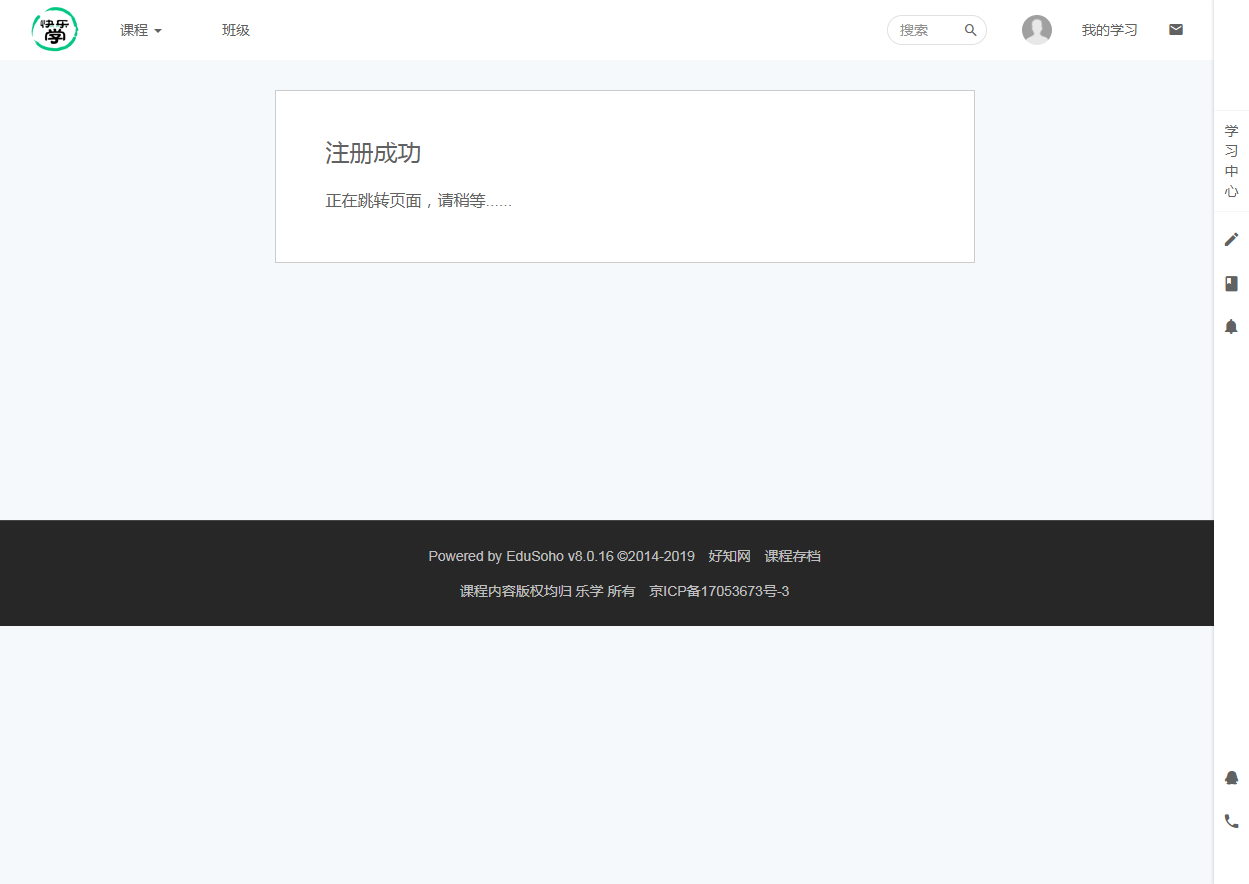 快乐
学
课程
班级
搜索
我的学习
学
习
中
心
注册成功
正在跳转页面，请稍等......
Powered by EduSoho v8.0.16 ©2014-2019 好知网 课程存档
课程内容版权均归 乐学 所有 京ICP备17053673号-3